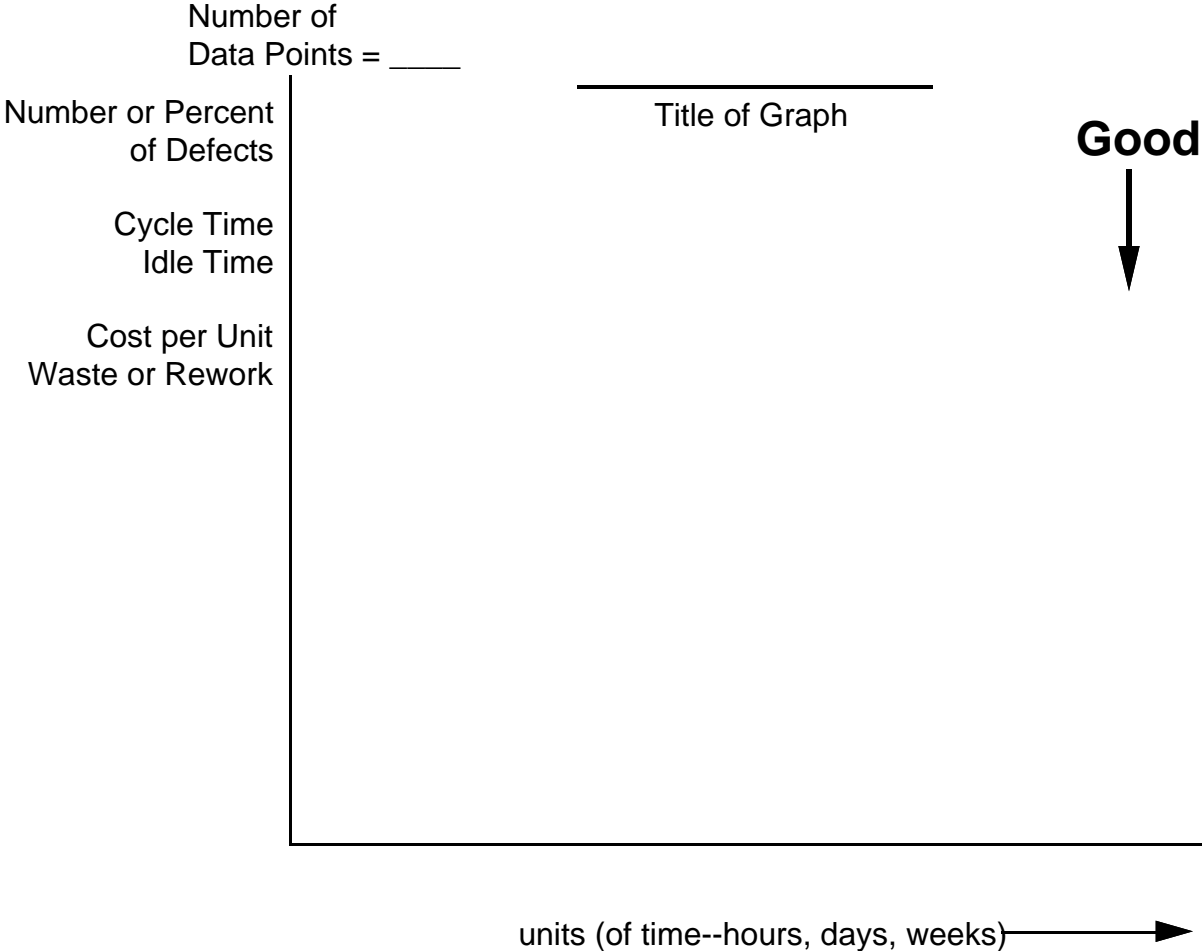 Number of
Data Points = ____
Title of Graph
Number or Percent
of Defects
Good
Cycle Time
Idle Time
Cost per Unit
Waste or Rework
units (of time--hours, days, weeks)